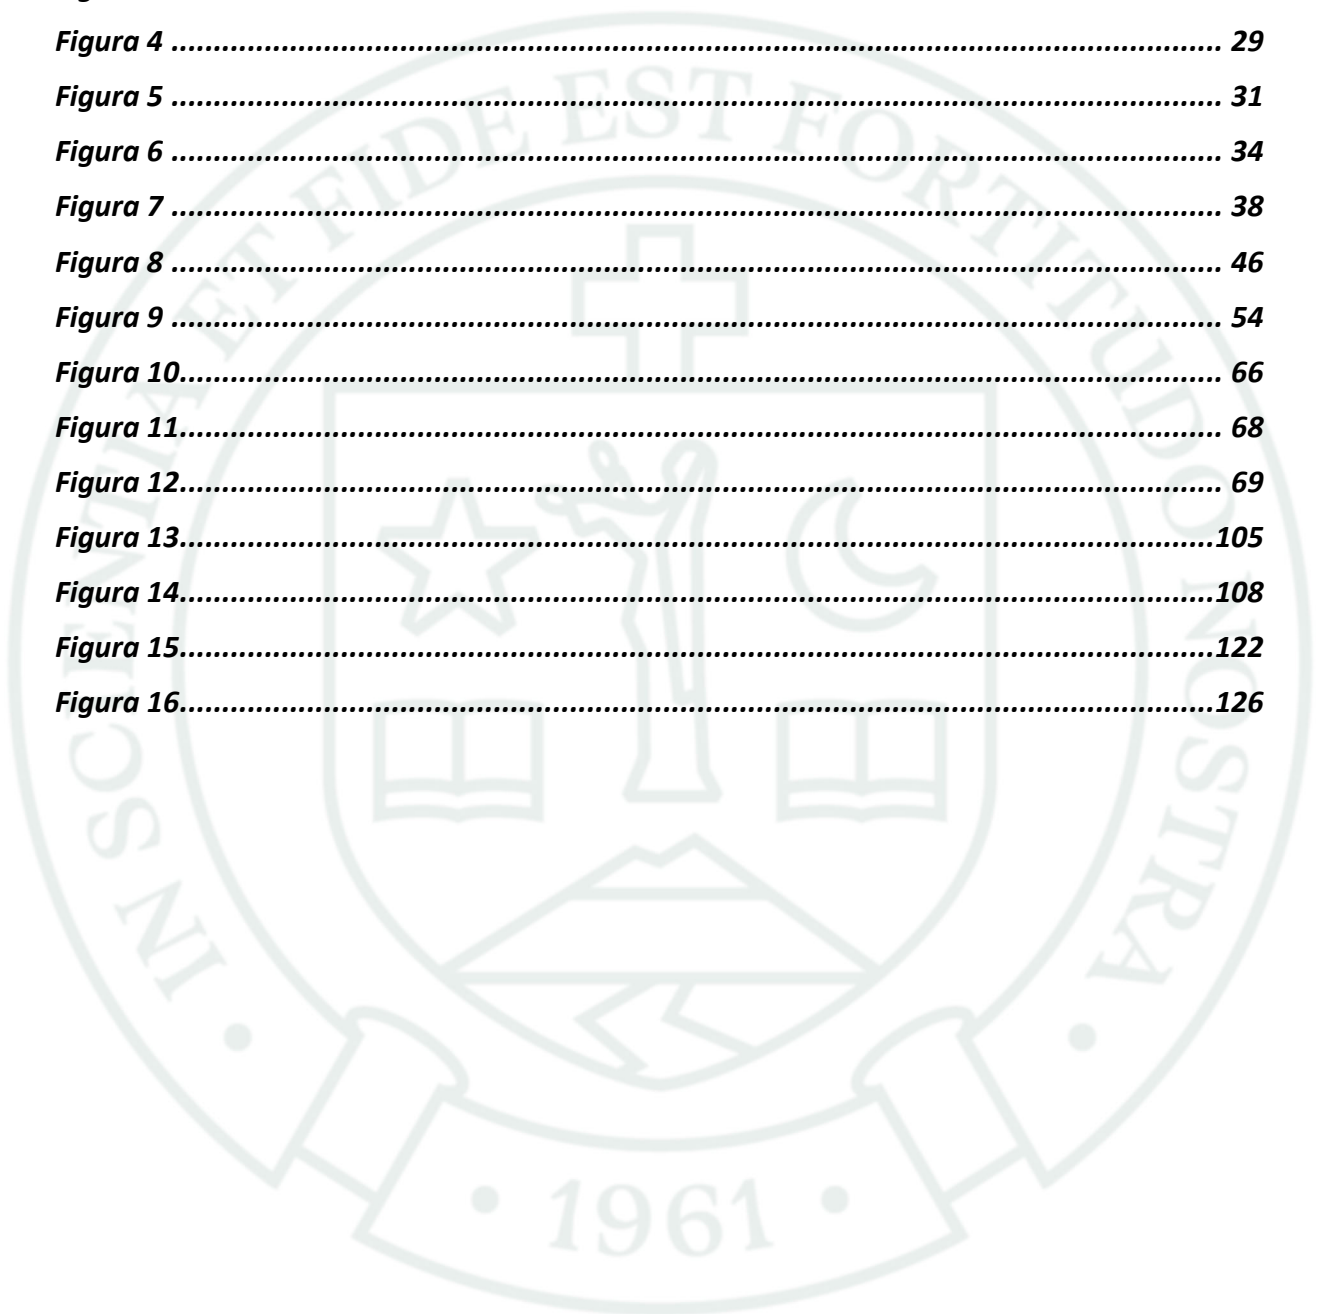 Figura 4 ........................................................................................................................ 29
Figura 5 ........................................................................................................................ 31
Figura 6 ........................................................................................................................ 34
Figura 7 ........................................................................................................................ 38
Figura 8 ........................................................................................................................ 46
Figura 9 ........................................................................................................................ 54
Figura 10....................................................................................................................... 66
Figura 11....................................................................................................................... 68
Figura 12....................................................................................................................... 69
Figura 13......................................................................................................................105
Figura 14......................................................................................................................108
Figura 15......................................................................................................................122
Figura 16......................................................................................................................126
IN SCIENTIA ET FIDE EST FORTITUDO NOSTRA
• 1961 •